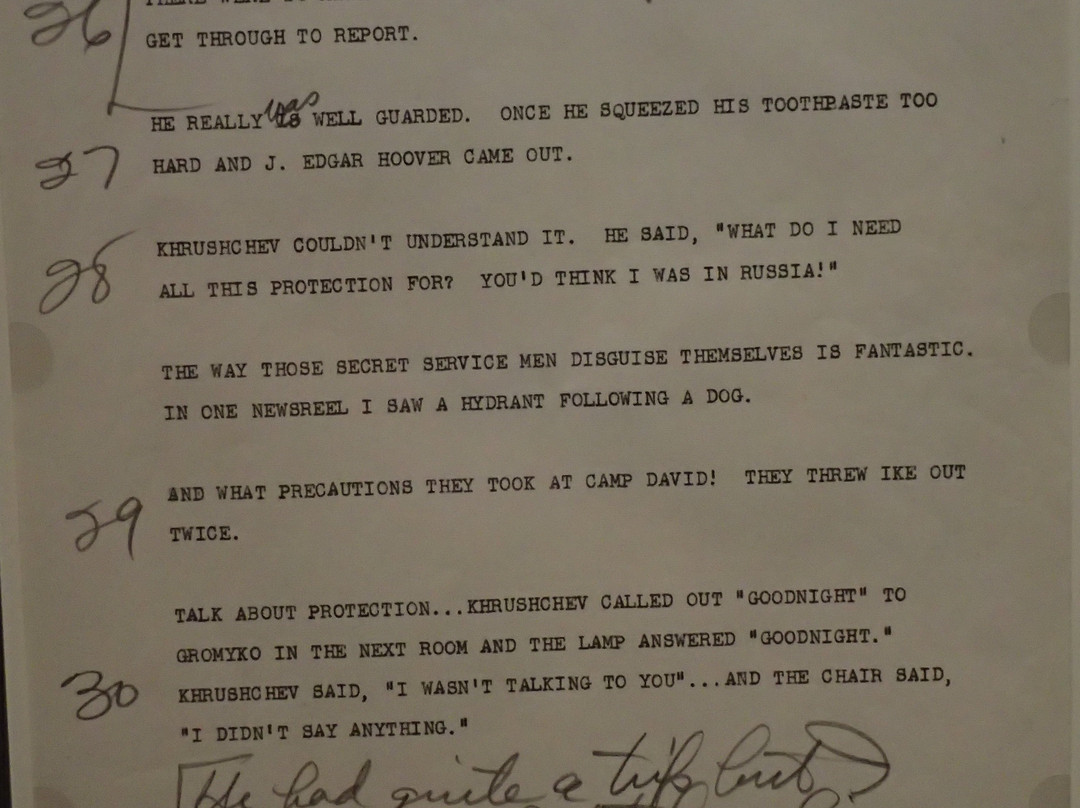 26
GET THROUGH TO REPORT.
HE REALLY was IS WELL GUARDED. ONCE HE SQUEEZED HIS TOOTHPASTE TOO
27 HARD AND J. EDGAR HOOVER CAME OUT.
KHRUSHCHEV COULDN'T UNDERSTAND IT. HE SAID, "WHAT DO I NEED
28 ALL THIS PROTECTION FOR? YOU'D THINK I WAS IN RUSSIA!"
THE WAY THOSE SECRET SERVICE MEN DISGUISE THEMSELVES IS FANTASTIC.
IN ONE NEWSREEL I SAW A HYDRANT FOLLOWING A DOG.
AND WHAT PRECAUTIONS THEY TOOK AT CAMP DAVID! THEY THREW IKE OUT
29 TWICE.
TALK ABOUT PROTECTION...KHRUSHCHEV CALLED OUT "GOODNIGHT" TO
GROMYKO IN THE NEXT ROOM AND THE LAMP ANSWERED "GOODNIGHT."
30 KHRUSHCHEV SAID, "I WASN'T TALKING TO YOU"...AND THE CHAIR SAID,
"I DIDN'T SAY ANYTHING."
He had quite a trip but